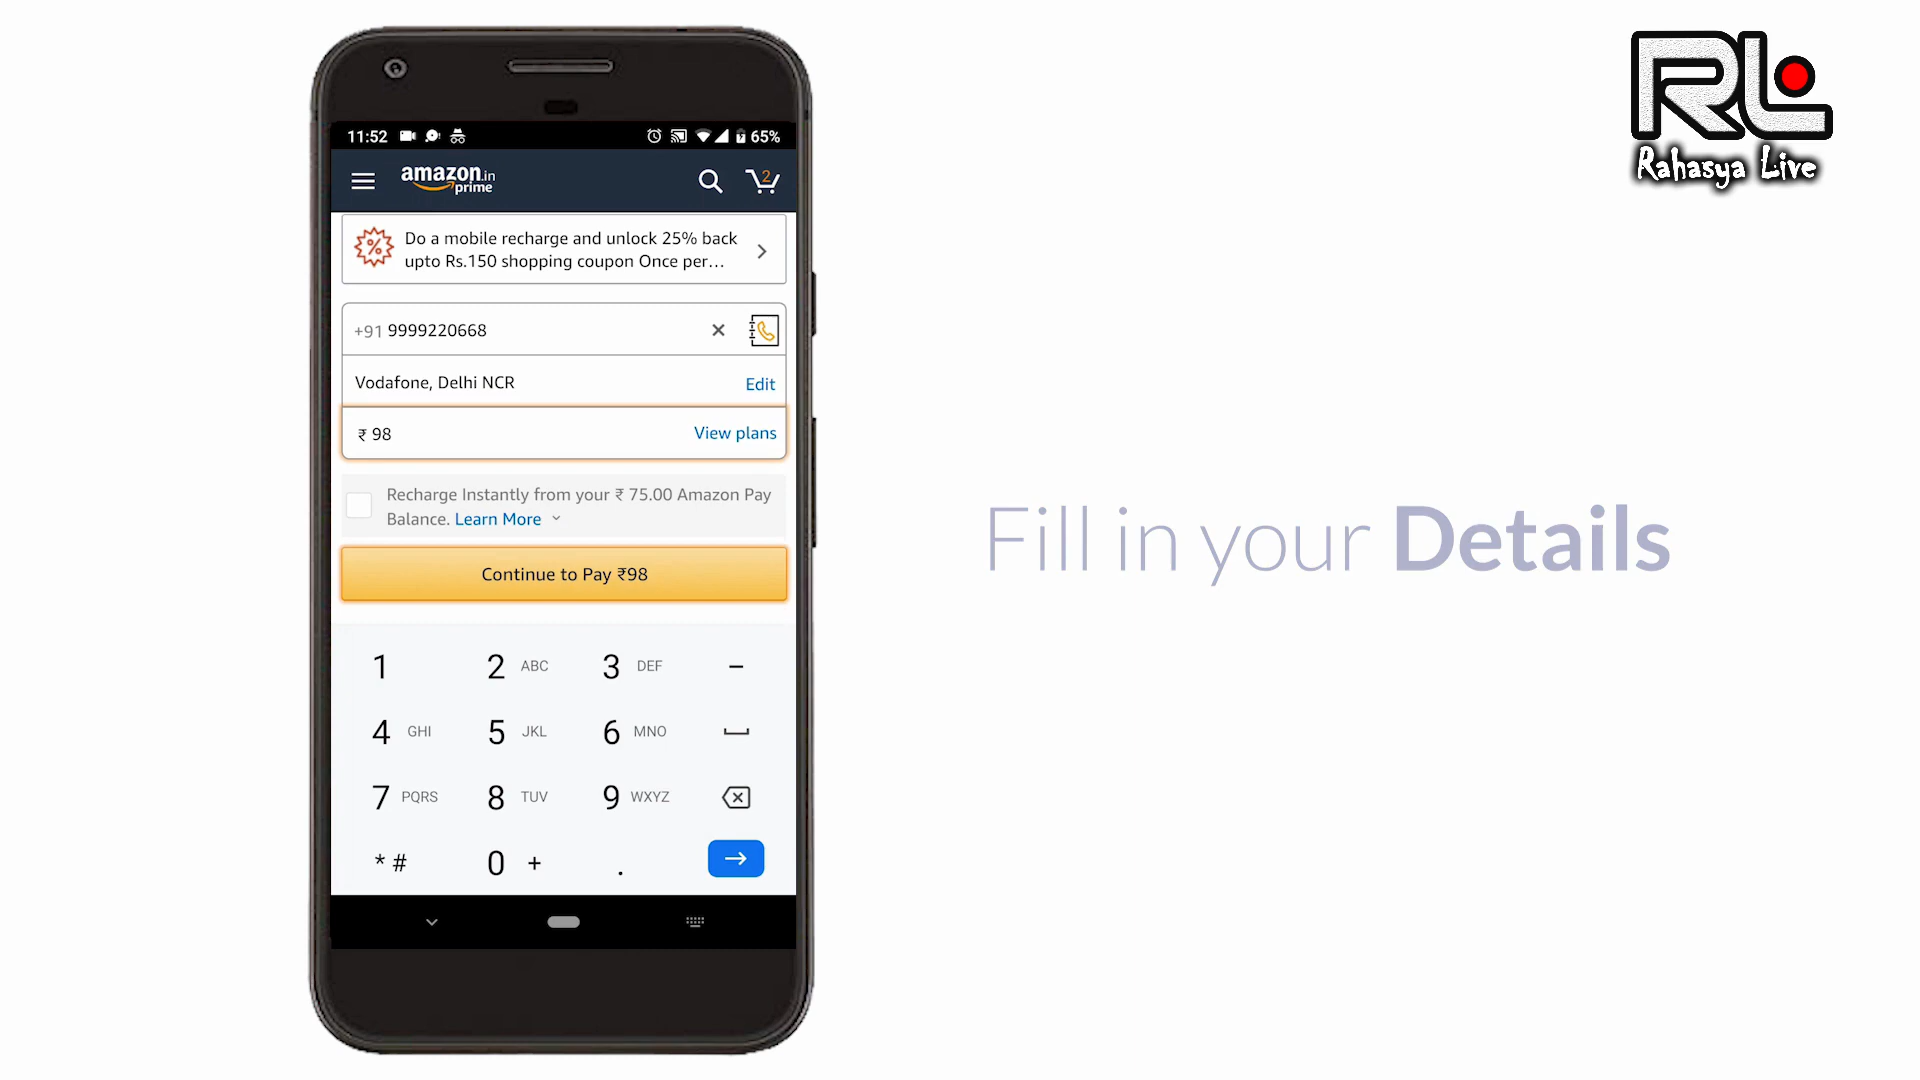 11:52
65%
amazon.in
prime
2
Do a mobile recharge and unlock 25% back
upto Rs.150 shopping coupon Once per...
+91 9999220668
Vodafone, Delhi NCR
Edit
₹ 98
View plans
Recharge Instantly from your ₹ 75.00 Amazon Pay
Balance. Learn More
Continue to Pay ₹98
1 2 ABC 3 DEF –
4 GHI 5 JKL 6 MNO
7 PQRS 8 TUV 9 WXYZ
* # 0 + .
Fill in your Details
RL
Rahasya Live